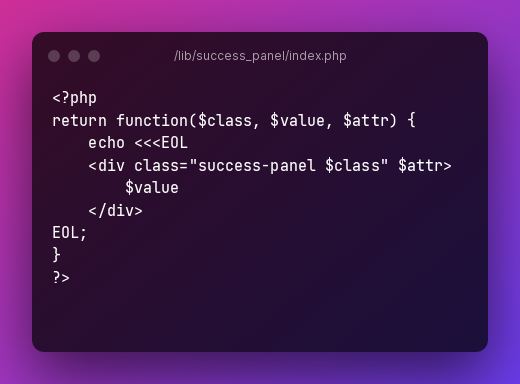 /lib/success_panel/index.php
<?php
return function($class, $value, $attr) {
    echo <<<EOL
    <div class="success-panel $class" $attr>
        $value
    </div>
EOL;
}
?>